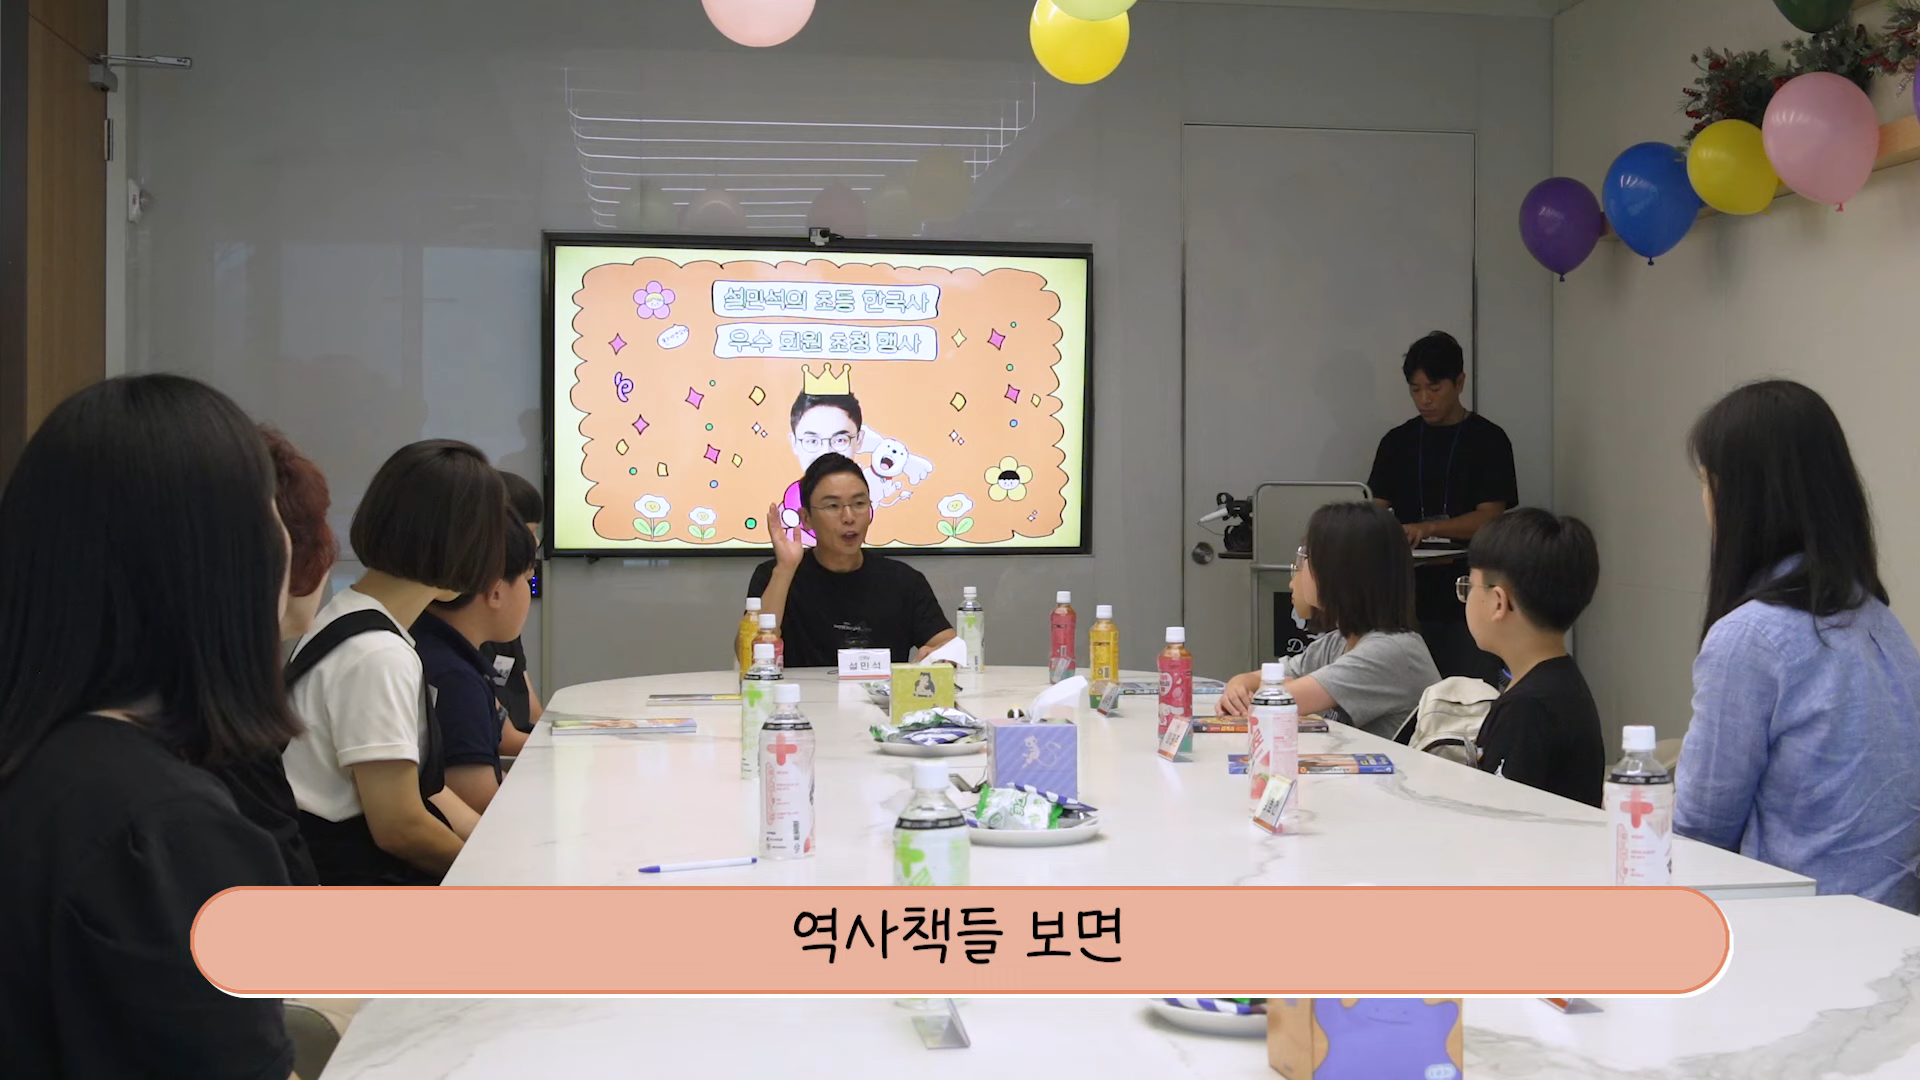 설민석의 초등 한국사
우수 회원 초청 행사
설민석
역사책들 보면